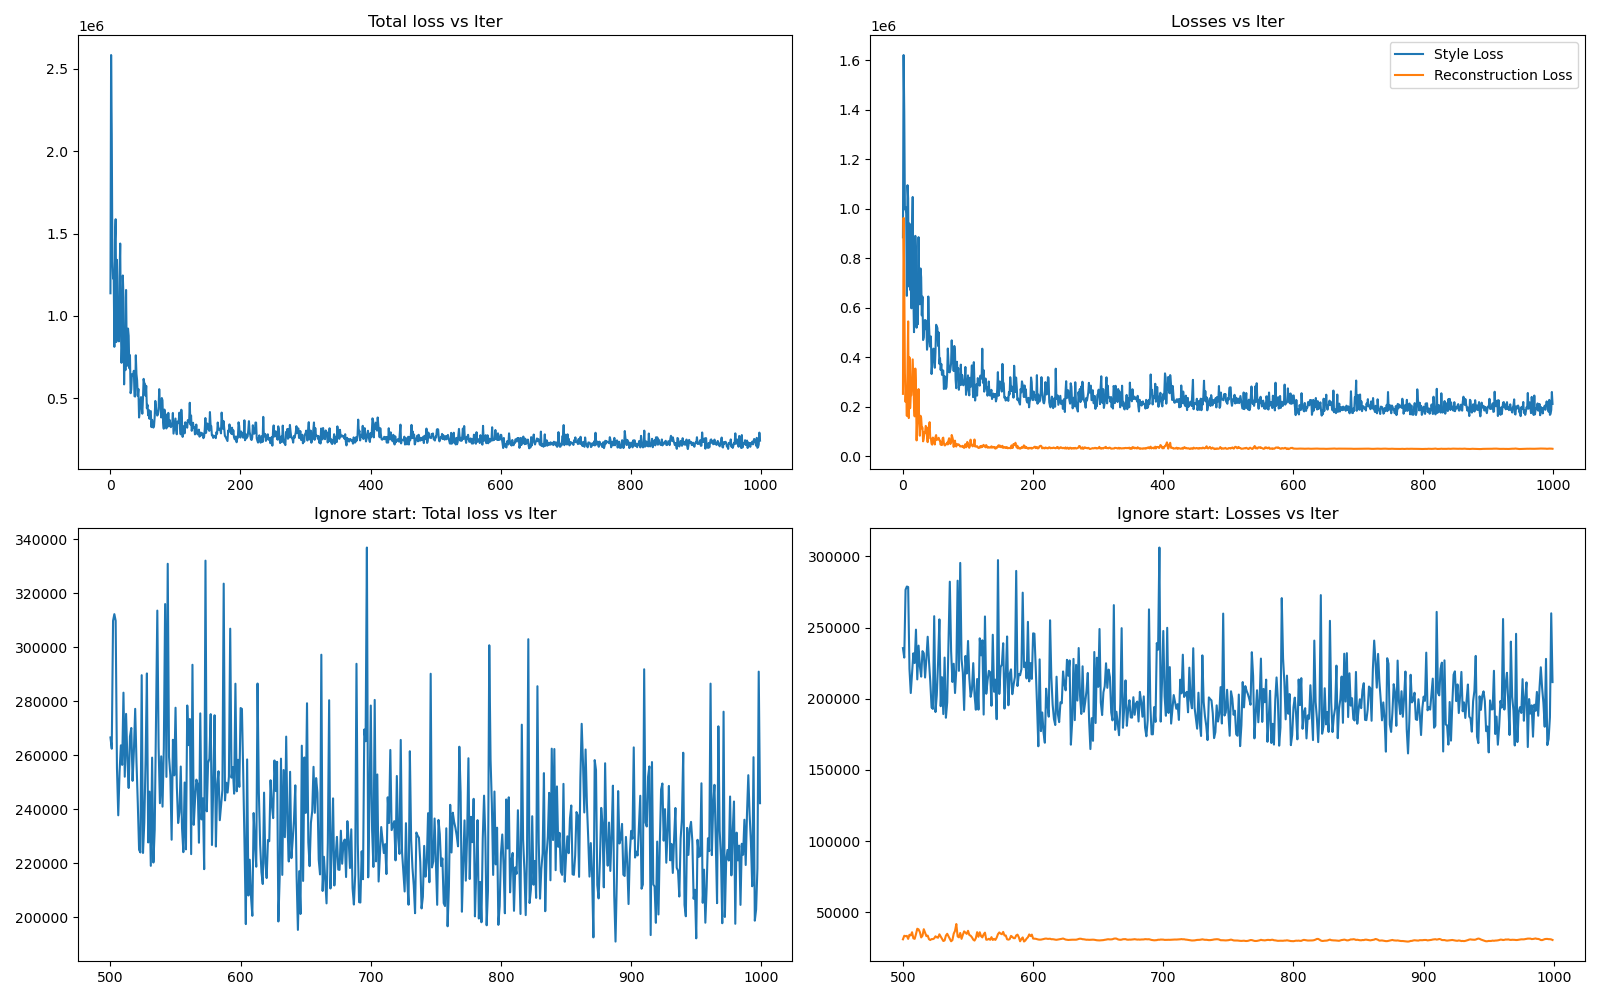 Total loss vs Iter
1e6
2.5
2.0
1.5
1.0
0.5
0 200 400 600 800 1000
Losses vs Iter
1e6
Style Loss
Reconstruction Loss
1.6
1.4
1.2
1.0
0.8
0.6
0.4
0.2
0.0
0 200 400 600 800 1000
Ignore start: Total loss vs Iter
340000
320000
300000
280000
260000
240000
220000
200000
500 600 700 800 900 1000
Ignore start: Losses vs Iter
300000
250000
200000
150000
100000
50000
500 600 700 800 900 1000